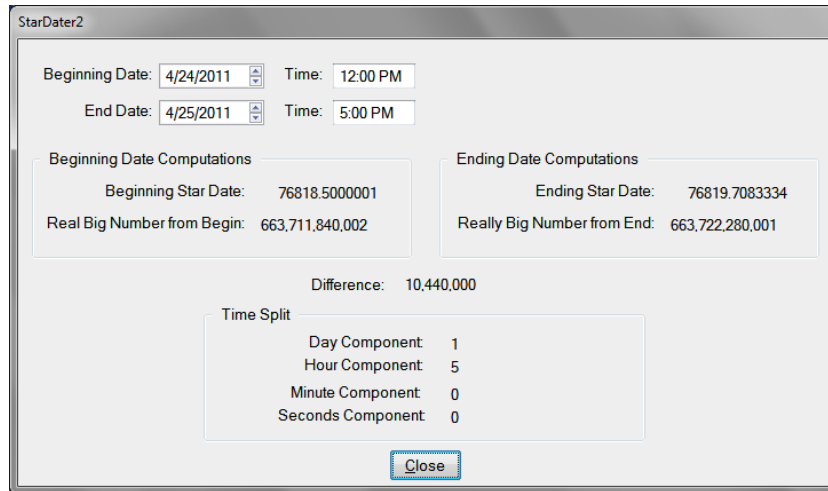 StarDater2
Beginning Date: 4/24/2011 Time: 12:00 PM
End Date: 4/25/2011 Time: 5:00 PM
Beginning Date Computations
Beginning Star Date: 76818.5000001
Real Big Number from Begin: 663,711,840,002
Ending Date Computations
Ending Star Date: 76819.7083334
Really Big Number from End: 663,722,280,001
Difference: 10,440,000
Time Split
Day Component: 1
Hour Component: 5
Minute Component: 0
Seconds Component: 0
Close